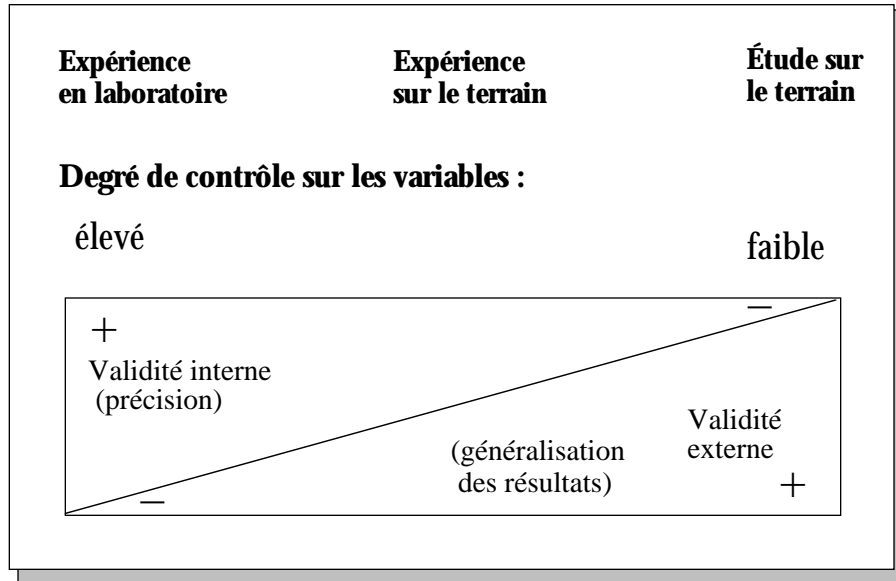 Expérience
en laboratoire
Expérience
sur le terrain
Étude sur
le terrain
Degré de contrôle sur les variables :
élevé
faible
+
Validité interne
(précision)
–
–
(généralisation
des résultats)
Validité
externe
+